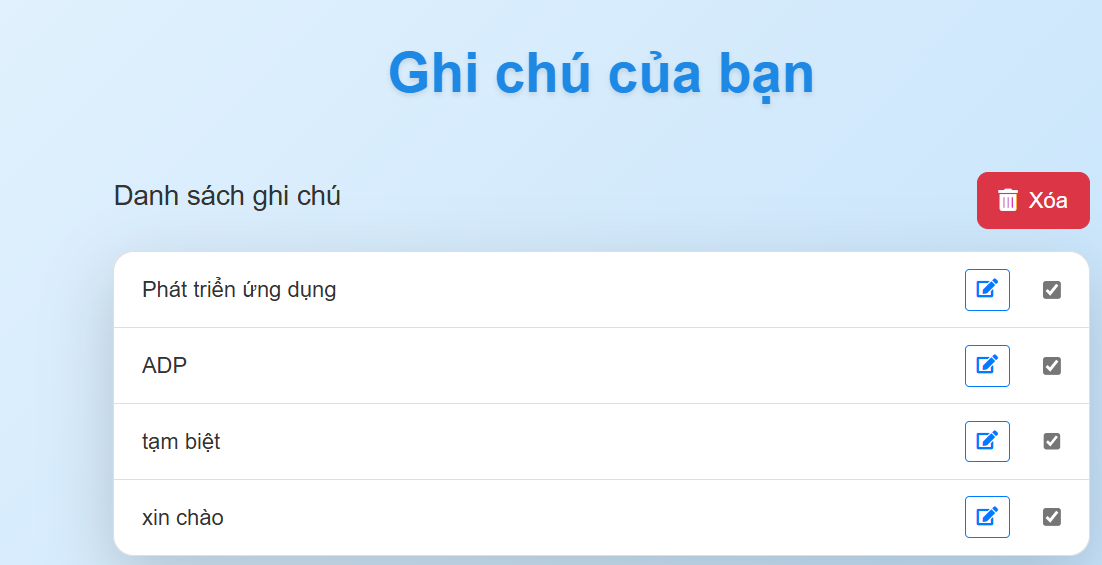 Ghi chú của bạn
Danh sách ghi chú
Xóa
Phát triển ứng dụng
ADP
tạm biệt
xin chào